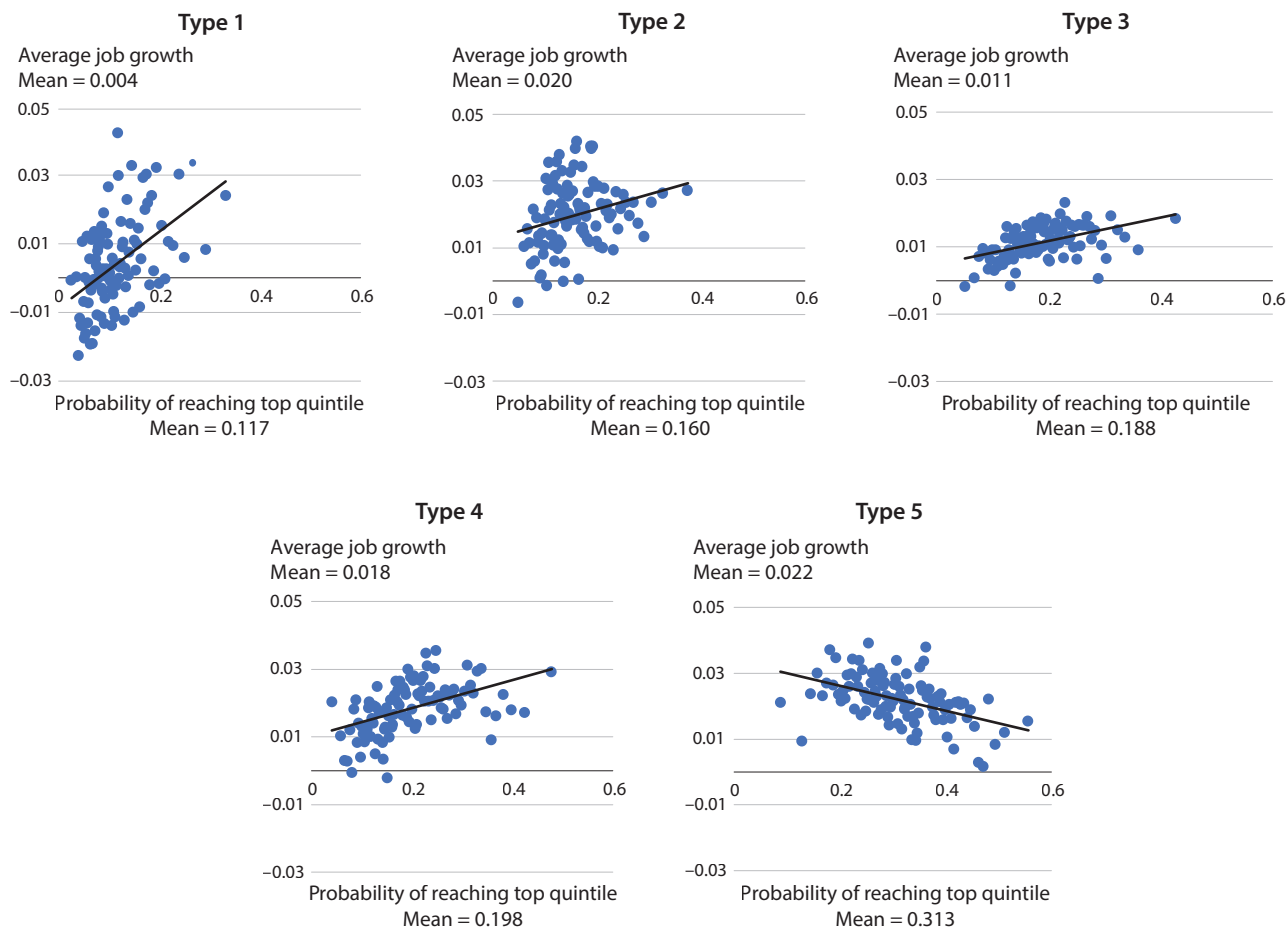 Type 1
Average job growth
Mean = 0.004
0.05
0.03
0.01
0
0.2
0.4
0.6
–0.01
–0.03
Probability of reaching top quintile
Mean = 0.117
Type 2
Average job growth
Mean = 0.020
0.05
0.03
0.01
0
0.2
0.4
0.6
–0.01
–0.03
Probability of reaching top quintile
Mean = 0.160
Type 3
Average job growth
Mean = 0.011
0.05
0.03
0.01
0
0.2
0.4
0.6
–0.01
–0.03
Probability of reaching top quintile
Mean = 0.188
Type 4
Average job growth
Mean = 0.018
0.05
0.03
0.01
0
0.2
0.4
0.6
–0.01
–0.03
Probability of reaching top quintile
Mean = 0.198
Type 5
Average job growth
Mean = 0.022
0.05
0.03
0.01
0
0.2
0.4
0.6
–0.01
–0.03
Probability of reaching top quintile
Mean = 0.313